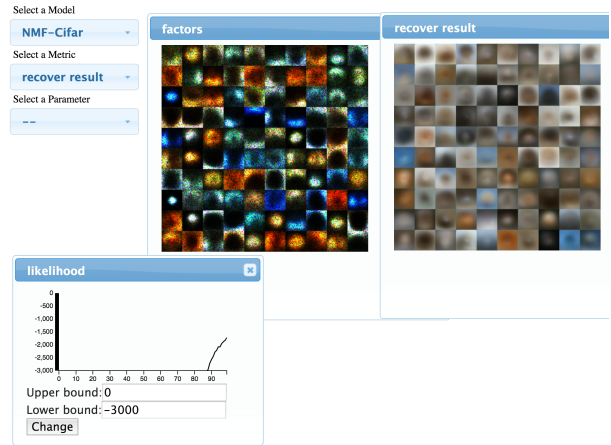 Select a Model
NMF-Cifar
Select a Metric
recover result
Select a Parameter
--
factors
recover result
likelihood
0
-500
-1,000
-1,500
-2,000
-2,500
-3,000
0 10 20 30 40 50 60 70 80 90
Upper bound: 0
Lower bound: -3000
Change